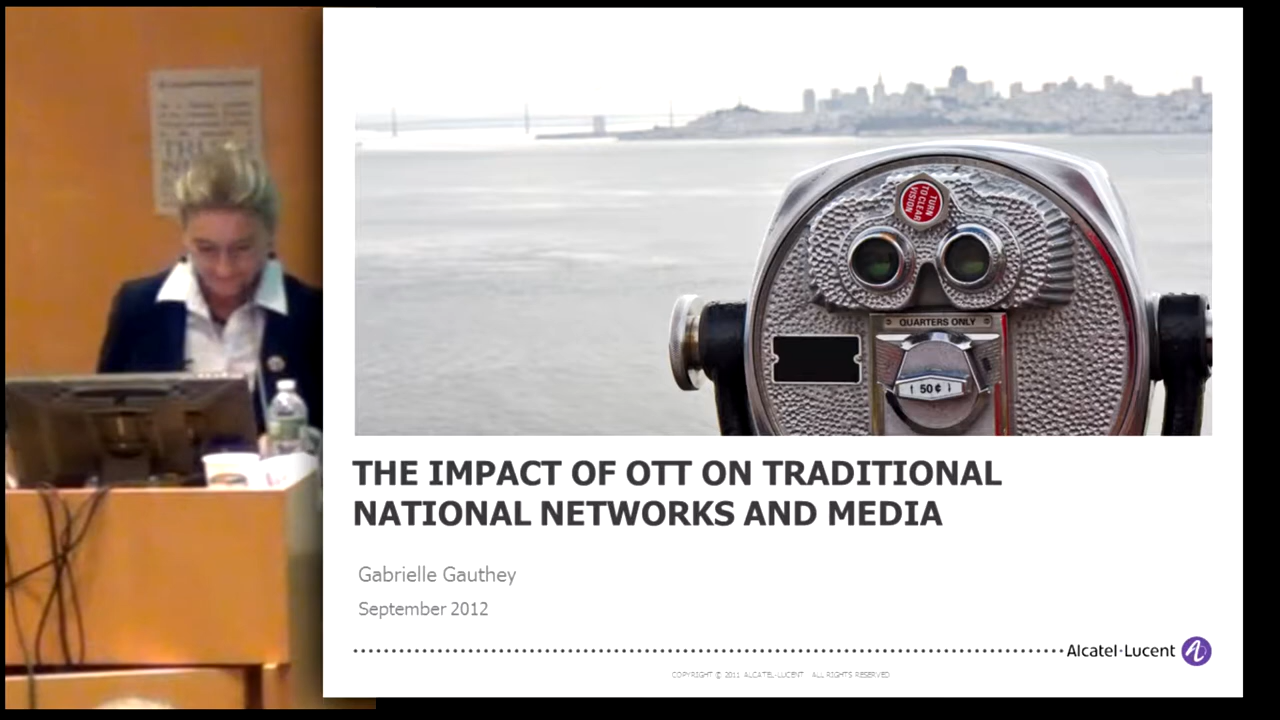 TURN
TO CLEAR
VISION
QUARTERS ONLY
50¢
THE IMPACT OF OTT ON TRADITIONAL
NATIONAL NETWORKS AND MEDIA
Gabrielle Gauthey
September 2012
Alcatel·Lucent
COPYRIGHT © 2011 ALCATEL-LUCENT ALL RIGHTS RESERVED